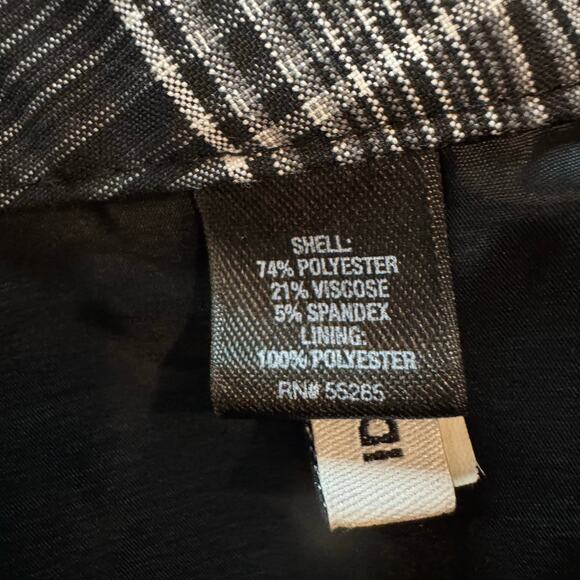 SHELL:
74% POLYESTER
21% VISCOSE
5% SPANDEX
LINING:
100% POLYESTER
RN# 55285